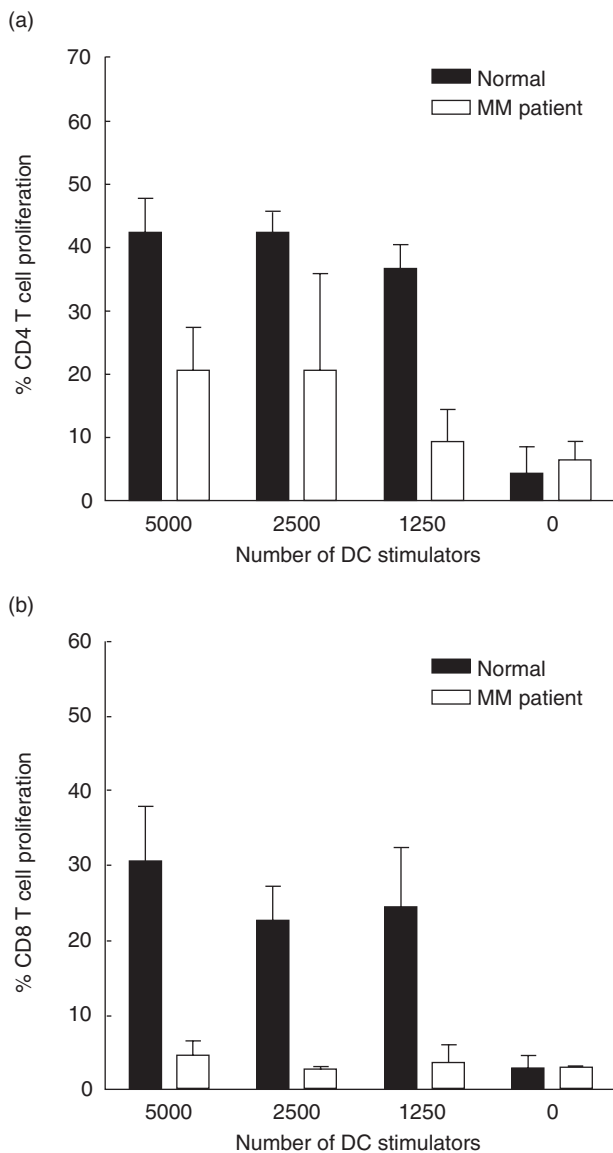 (a)
70
60
50
40
30
20
10
0
% CD4 T cell proliferation
Normal
MM patient
5000 2500 1250 0
Number of DC stimulators
(b)
60
50
40
30
20
10
0
% CD8 T cell proliferation
Normal
MM patient
5000 2500 1250 0
Number of DC stimulators